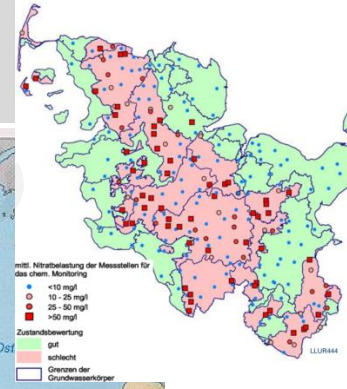 mittl. Nitratbelastung der Messstellen für
das chem. Monitoring
<10 mg/l
10 - 25 mg/l
25 - 50 mg/l
>50 mg/l
Zustandsbewertung
gut
schlecht
Grenzen der
Grundwasserkörper
LLUR444
Ost